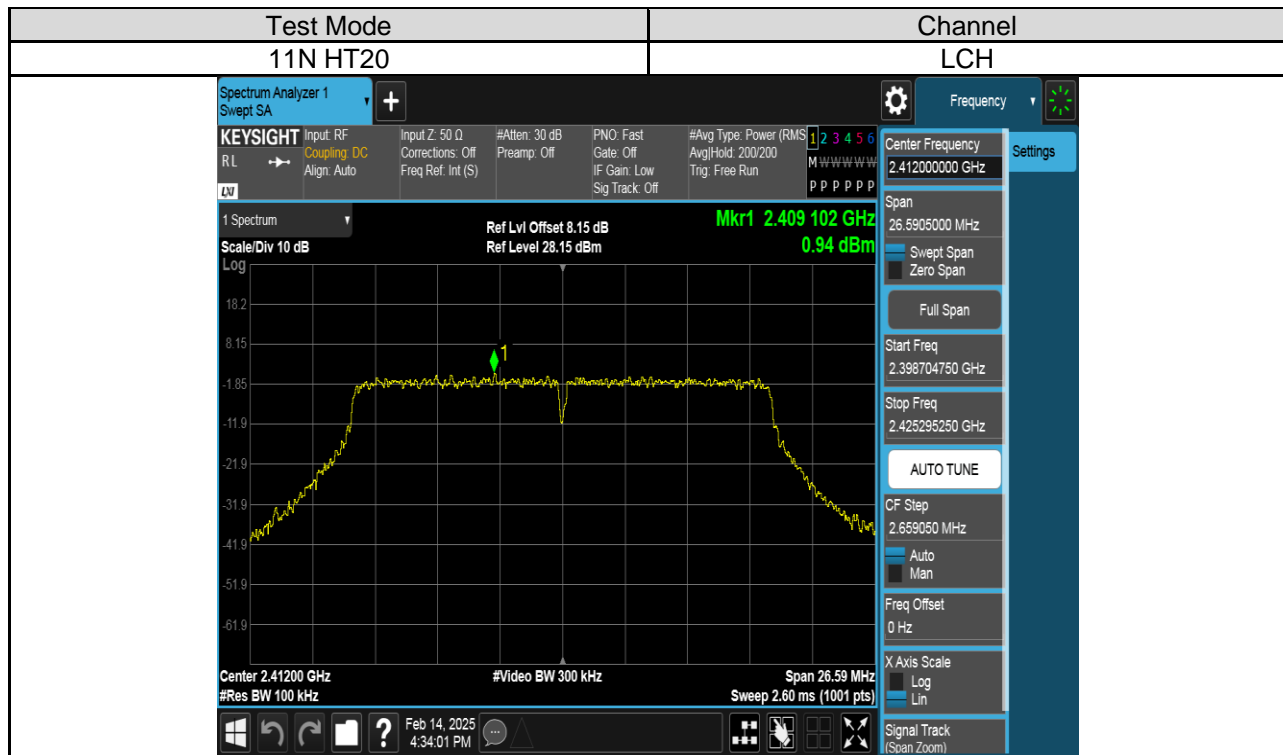 Test Mode Channel
11N HT20 LCH
Spectrum Analyzer 1
Swept SA
Frequency
KEYSIGHT Input: RF Input Z: 50 Ω #Atten: 30 dB PNO: Fast #Avg Type: Power (RMS 1 2 3 4 5 6
RL Coupling: DC Corrections: Off Preamp: Off Gate: Off Avg|Hold: 200/200 M W W W W W
Align: Auto Freq Ref: Int (S) IF Gain: Low Trig: Free Run
LXI Sig Track: Off P P P P P P
1 Spectrum Ref Lvl Offset 8.15 dB Mkr1 2.409 102 GHz
Scale/Div 10 dB Ref Level 28.15 dBm 0.94 dBm
Log
18.2
8.15
1
-1.85
-11.9
-21.9
-31.9
-41.9
-51.9
-61.9
Center 2.41200 GHz #Video BW 300 kHz Span 26.59 MHz
#Res BW 100 kHz Sweep 2.60 ms (1001 pts)
Feb 14, 2025
4:34:01 PM
Center Frequency
2.412000000 GHz
Settings
Span
26.5905000 MHz
Swept Span
Zero Span
Full Span
Start Freq
2.398704750 GHz
Stop Freq
2.425295250 GHz
AUTO TUNE
CF Step
2.659050 MHz
Auto
Man
Freq Offset
0 Hz
X Axis Scale
Log
Lin
Signal Track
(Span Zoom)